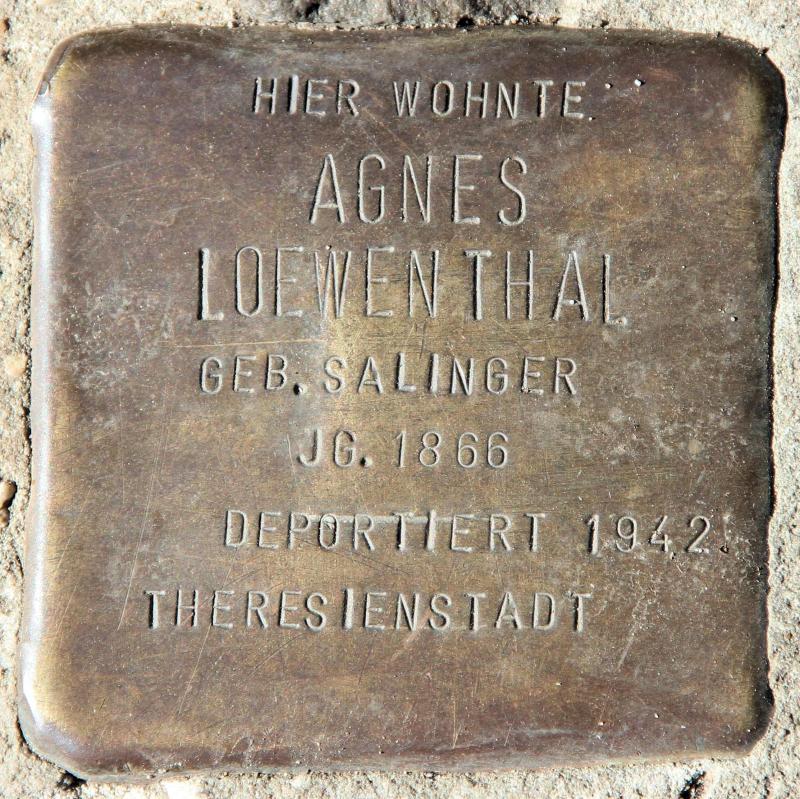 HIER WOHNTE
AGNES
LOEWENTHAL
GEB. SALINGER
JG. 1866
DEPORTIERT 1942
THERESIENSTADT